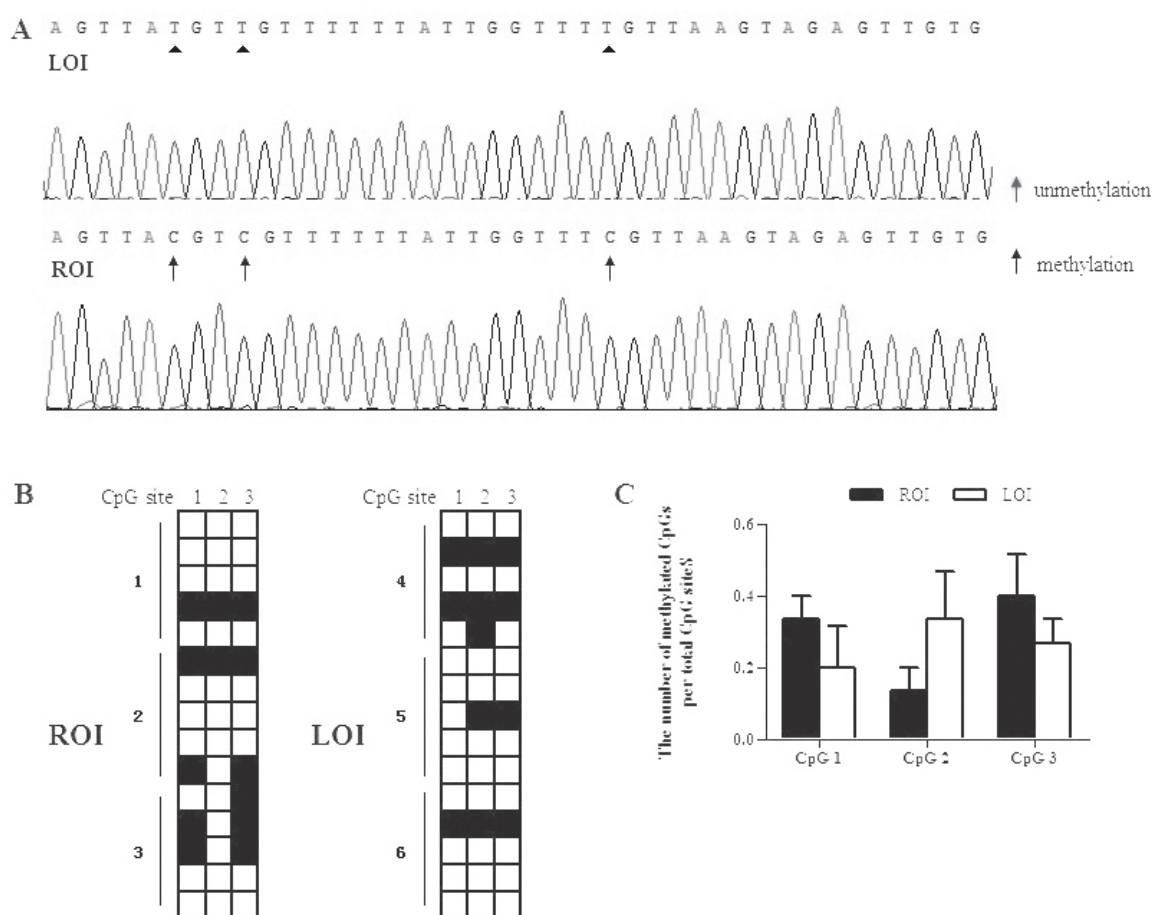 A
A G T T A T G T T G T T T T T T A T T G G T T T T G T T A A G T A G A G T T G T G
LOI
unmethylation
A G T T A C G T C G T T T T T T A T T G G T T T C G T T A A G T A G A G T T G T G
ROI
methylation
B
CpG site 1 2 3
1
2
3
ROI
CpG site 1 2 3
4
5
6
LOI
C
ROI LOI
The number of methylated CpGs
per total CpG siteS
0.6
0.4
0.2
0.0
CpG 1 CpG 2 CpG 3